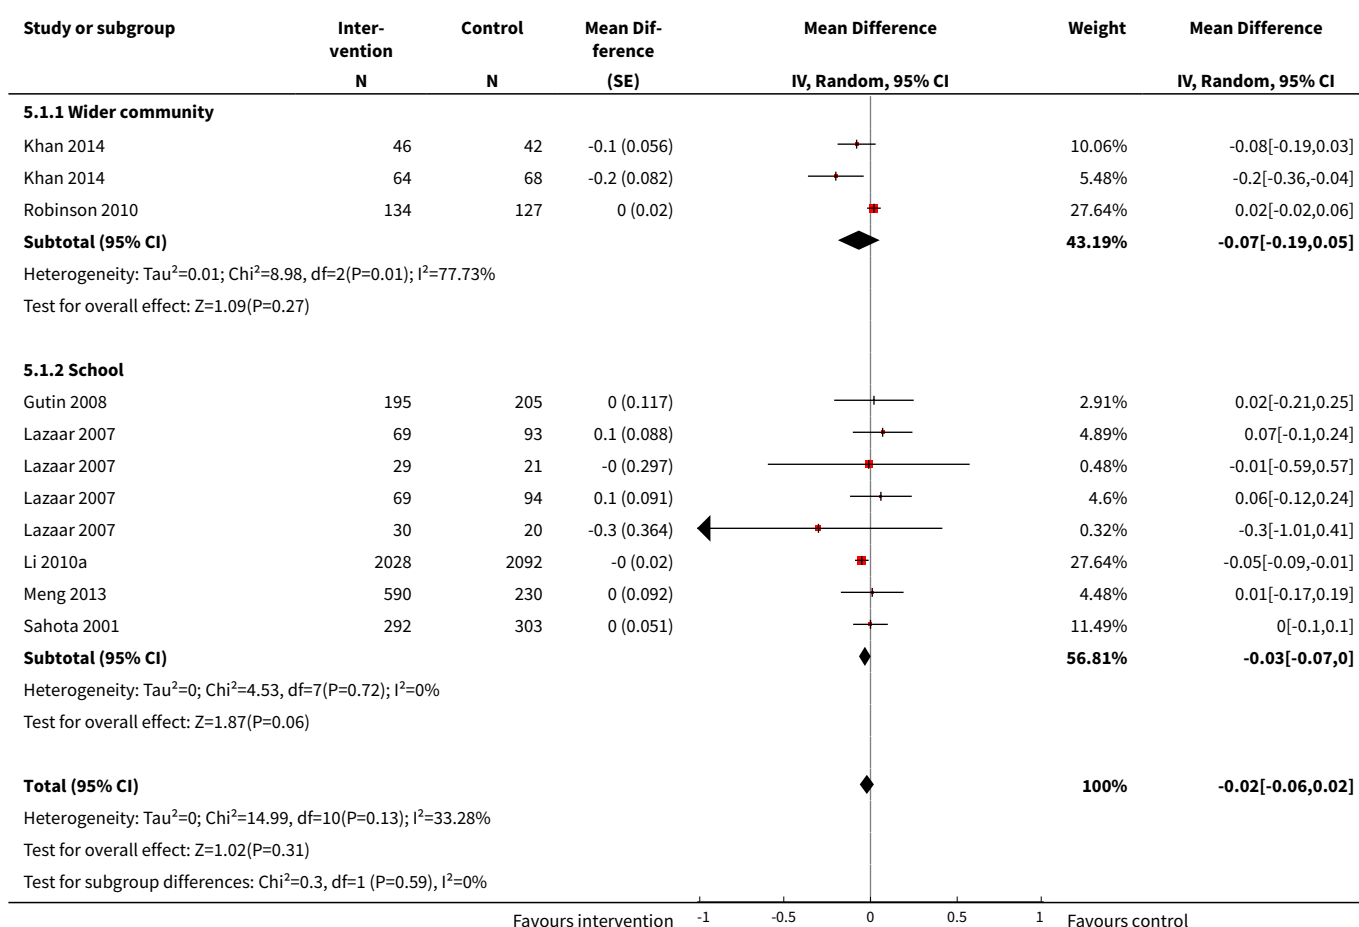 Study or subgroup Inter- Control Mean Dif- Mean Difference Weight Mean Difference
vention ference
N N (SE) IV, Random, 95% CI IV, Random, 95% CI
5.1.1 Wider community
Khan 2014 46 42 -0.1 (0.056) 10.06% -0.08[-0.19,0.03]
Khan 2014 64 68 -0.2 (0.082) 5.48% -0.2[-0.36,-0.04]
Robinson 2010 134 127 0 (0.02) 27.64% 0.02[-0.02,0.06]
Subtotal (95% CI) 43.19% -0.07[-0.19,0.05]
Heterogeneity: Tau²=0.01; Chi²=8.98, df=2(P=0.01); I²=77.73%
Test for overall effect: Z=1.09(P=0.27)
5.1.2 School
Gutin 2008 195 205 0 (0.117) 2.91% 0.02[-0.21,0.25]
Lazaar 2007 69 93 0.1 (0.088) 4.89% 0.07[-0.1,0.24]
Lazaar 2007 29 21 -0 (0.297) 0.48% -0.01[-0.59,0.57]
Lazaar 2007 69 94 0.1 (0.091) 4.6% 0.06[-0.12,0.24]
Lazaar 2007 30 20 -0.3 (0.364) 0.32% -0.3[-1.01,0.41]
Li 2010a 2028 2092 -0 (0.02) 27.64% -0.05[-0.09,-0.01]
Meng 2013 590 230 0 (0.092) 4.48% 0.01[-0.17,0.19]
Sahota 2001 292 303 0 (0.051) 11.49% 0[-0.1,0.1]
Subtotal (95% CI) 56.81% -0.03[-0.07,0]
Heterogeneity: Tau²=0; Chi²=4.53, df=7(P=0.72); I²=0%
Test for overall effect: Z=1.87(P=0.06)
Total (95% CI) 100% -0.02[-0.06,0.02]
Heterogeneity: Tau²=0; Chi²=14.99, df=10(P=0.13); I²=33.28%
Test for overall effect: Z=1.02(P=0.31)
Test for subgroup differences: Chi²=0.3, df=1 (P=0.59), I²=0%
Favours intervention -1 -0.5 0 0.5 1 Favours control